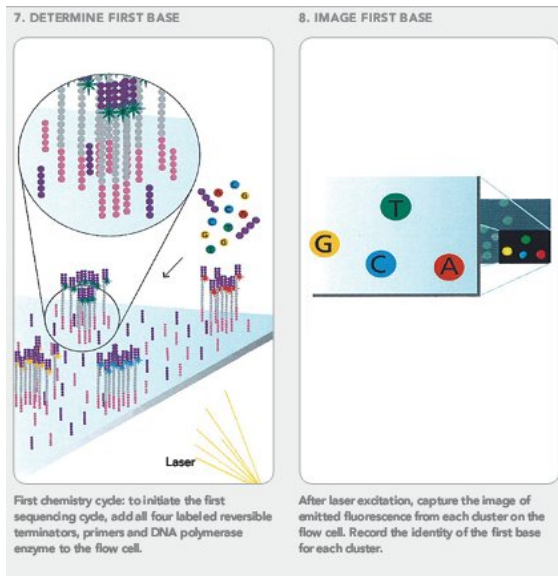 7. DETERMINE FIRST BASE
8. IMAGE FIRST BASE
C
A
G
G
C
C
A
T
G
G
T
T
G
C
A
Laser
First chemistry cycle: to initiate the first
sequencing cycle, add all four labeled reversible
terminators, primers and DNA polymerase
enzyme to the flow cell.
After laser excitation, capture the image of
emitted fluorescence from each cluster on the
flow cell. Record the identity of the first base
for each cluster.